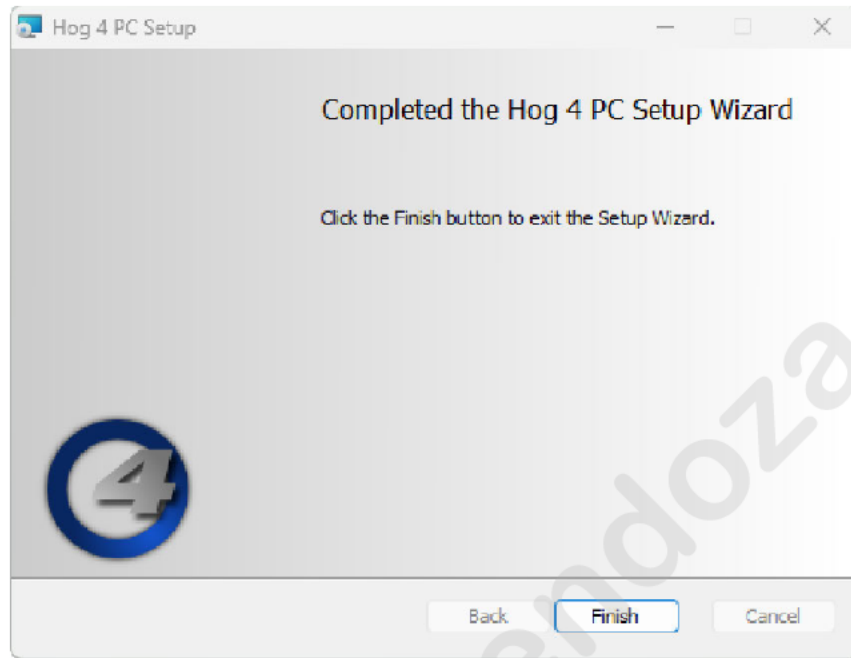 Hog 4 PC Setup
Completed the Hog 4 PC Setup Wizard
Click the Finish button to exit the Setup Wizard.
4
Back Finish Cancel